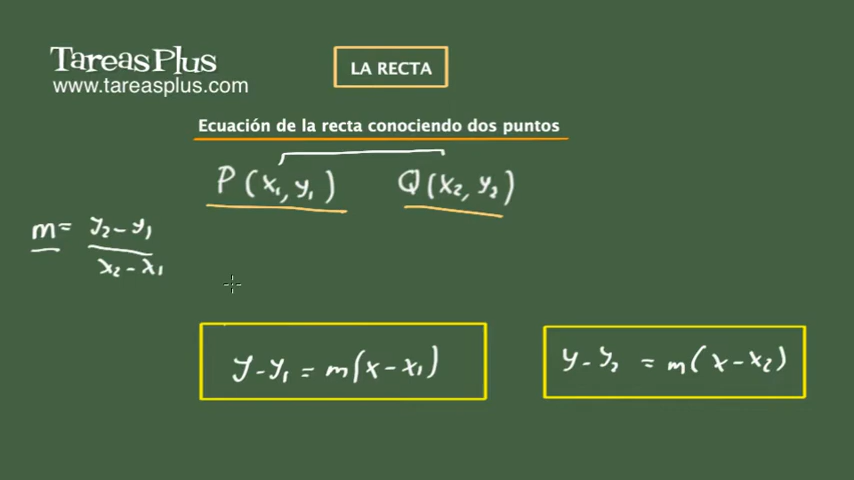 TareasPlus
www.tareasplus.com
LA RECTA
Ecuación de la recta conociendo dos puntos
P(x₁, y₁) Q(x₂, y₂)
m = y₂ - y₁
x₂ - x₁
y - y₁ = m(x - x₁) y - y₂ = m(x - x₂)